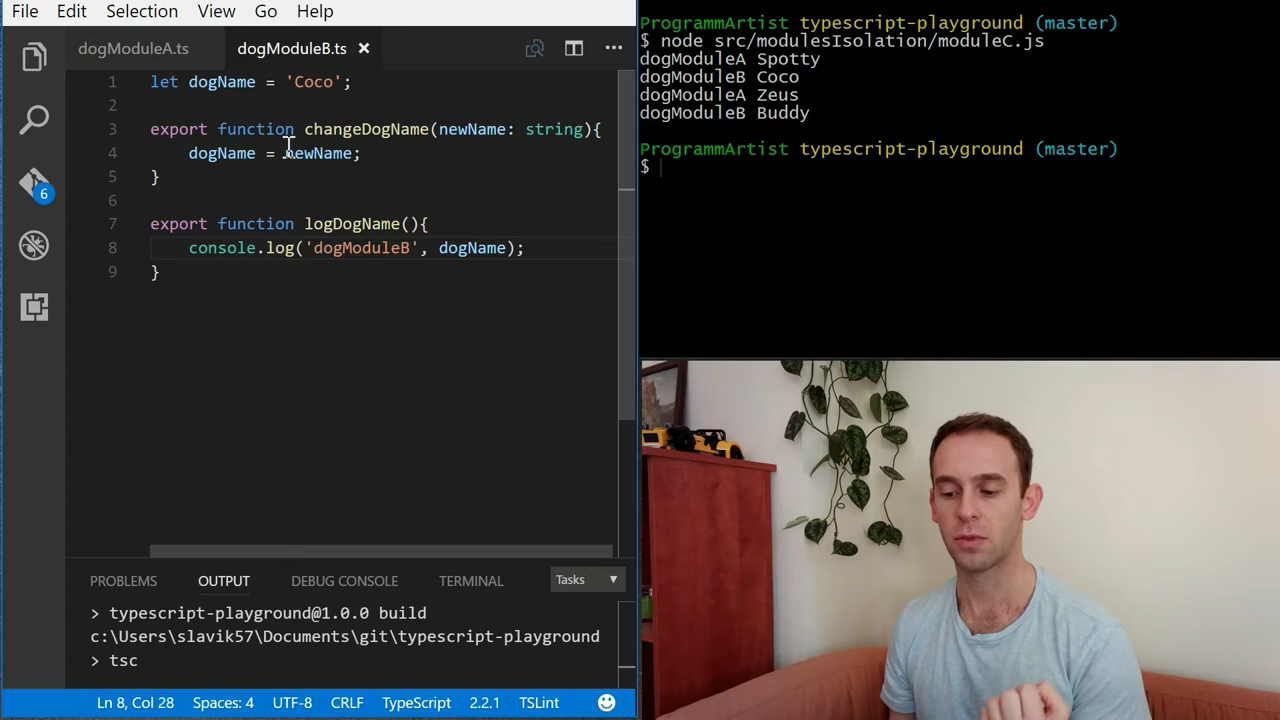 File Edit Selection View Go Help
dogModuleA.ts dogModuleB.ts ×
1 let dogName = 'Coco';
2
3 export function changeDogName(newName: string){
4 dogName = newName;
5 }
6
7 export function logDogName(){
8 console.log('dogModuleB', dogName);
9 }
6
PROBLEMS OUTPUT DEBUG CONSOLE TERMINAL Tasks
> typescript-playground@1.0.0 build
c:\Users\slavik57\Documents\git\typescript-playground
> tsc
Ln 8, Col 28 Spaces: 4 UTF-8 CRLF TypeScript 2.2.1 TSLint
ProgrammArtist typescript-playground (master)
$ node src/modulesIsolation/moduleC.js
dogModuleA Spotty
dogModuleB Coco
dogModuleA Zeus
dogModuleB Buddy
ProgrammArtist typescript-playground (master)
$